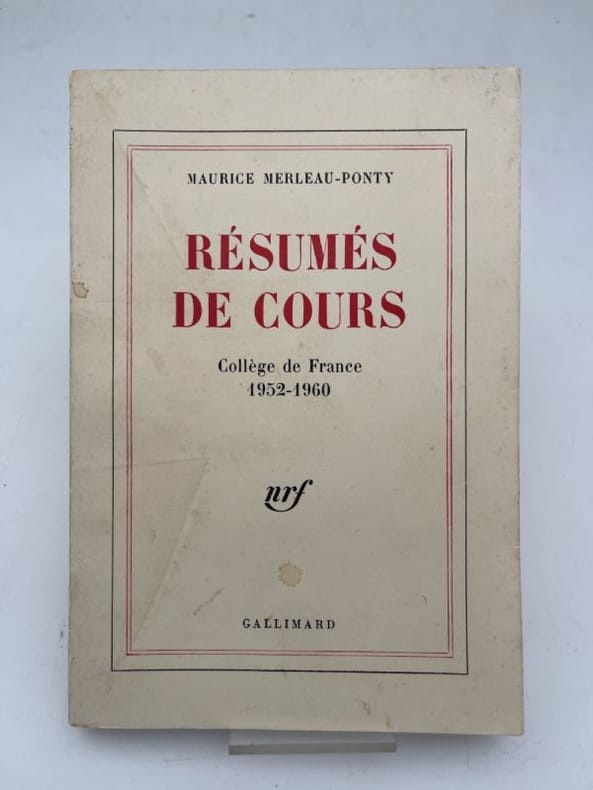 MAURICE MERLEAU-PONTY
RÉSUMÉS
DE COURS
Collège de France
1952-1960
nrf
GALLIMARD